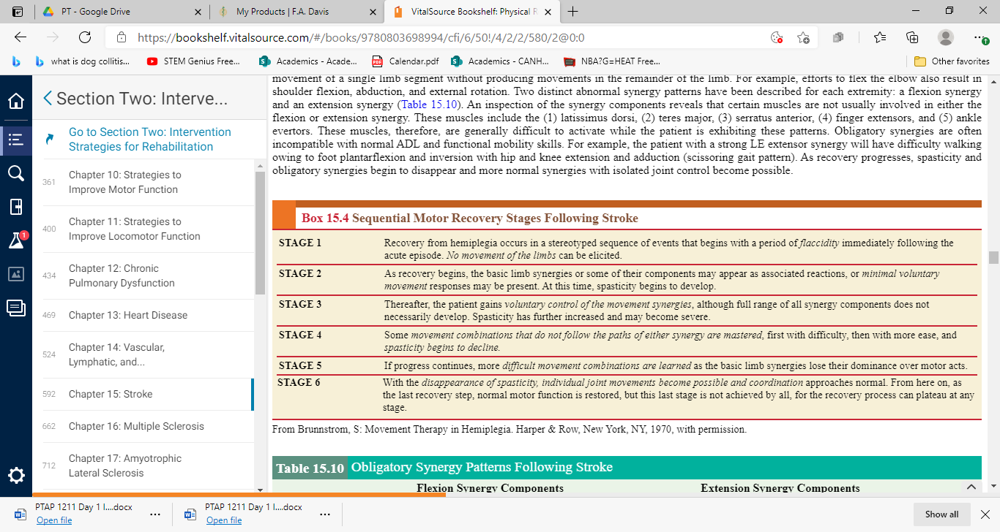 PT - Google Drive
My Products | F.A. Davis
VitalSource Bookshelf: Physical R
https://bookshelf.vitalsource.com/#/books/9780803698994/cfi/6/50!/4/2/2/580/2@0:0
what is dog collitis...
STEM Genius Free...
Academics - Acade...
Calendar.pdf
Academics - CANH...
NBA?G=HEAT Free...
Other favorites
Section Two: Interve...
Go to Section Two: Intervention
Strategies for Rehabilitation
361
Chapter 10: Strategies to
Improve Motor Function
400
Chapter 11: Strategies to
Improve Locomotor Function
434
Chapter 12: Chronic
Pulmonary Dysfunction
469
Chapter 13: Heart Disease
524
Chapter 14: Vascular,
Lymphatic, and...
592
Chapter 15: Stroke
662
Chapter 16: Multiple Sclerosis
712
Chapter 17: Amyotrophic
Lateral Sclerosis
1
movement of a single limb segment without producing movements in the remainder of the limb. For example, efforts to flex the elbow also result in
shoulder flexion, abduction, and external rotation. Two distinct abnormal synergy patterns have been described for each extremity: a flexion synergy
and an extension synergy (Table 15.10). An inspection of the synergy components reveals that certain muscles are not usually involved in either the
flexion or extension synergy. These muscles include the (1) latissimus dorsi, (2) teres major, (3) serratus anterior, (4) finger extensors, and (5) ankle
evertors. These muscles, therefore, are generally difficult to activate while the patient is exhibiting these patterns. Obligatory synergies are often
incompatible with normal ADL and functional mobility skills. For example, the patient with a strong LE extensor synergy will have difficulty walking
owing to foot plantarflexion and inversion with hip and knee extension and adduction (scissoring gait pattern). As recovery progresses, spasticity and
obligatory synergies begin to disappear and more normal synergies with isolated joint control become possible.
Box 15.4 Sequential Motor Recovery Stages Following Stroke
STAGE 1
Recovery from hemiplegia occurs in a stereotyped sequence of events that begins with a period of flaccidity immediately following the
acute episode. No movement of the limbs can be elicited.
STAGE 2
As recovery begins, the basic limb synergies or some of their components may appear as associated reactions, or minimal voluntary
movement responses may be present. At this time, spasticity begins to develop.
STAGE 3
Thereafter, the patient gains voluntary control of the movement synergies, although full range of all synergy components does not
necessarily develop. Spasticity has further increased and may become severe.
STAGE 4
Some movement combinations that do not follow the paths of either synergy are mastered, first with difficulty, then with more ease, and
spasticity begins to decline.
STAGE 5
If progress continues, more difficult movement combinations are learned as the basic limb synergies lose their dominance over motor acts.
STAGE 6
With the disappearance of spasticity, individual joint movements become possible and coordination approaches normal. From here on, as
the last recovery step, normal motor function is restored, but this last stage is not achieved by all, for the recovery process can plateau at any
stage.
From Brunnstrom, S: Movement Therapy in Hemiplegia. Harper & Row, New York, NY, 1970, with permission.
Table 15.10 Obligatory Synergy Patterns Following Stroke
Flexion Synergy Components
Extension Synergy Components
PTAP 1211 Day 1 I....docx
Open file
PTAP 1211 Day 1 I....docx
Open file
Show all